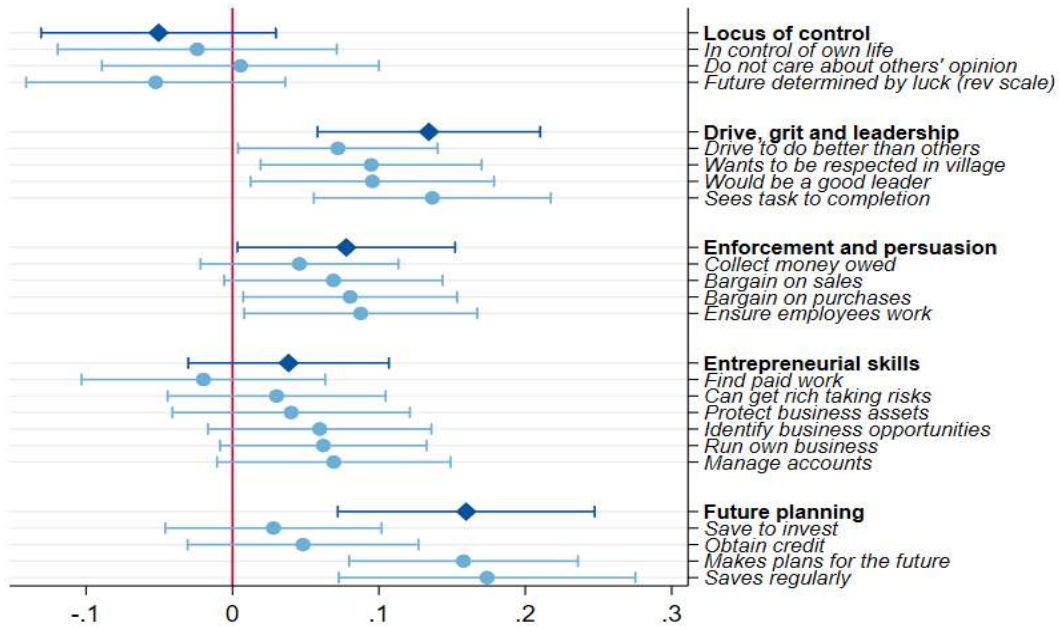 Locus of control
In control of own life
Do not care about others' opinion
Future determined by luck (rev scale)
Drive, grit and leadership
Drive to do better than others
Wants to be respected in village
Would be a good leader
Sees task to completion
Enforcement and persuasion
Collect money owed
Bargain on sales
Bargain on purchases
Ensure employees work
Entrepreneurial skills
Find paid work
Can get rich taking risks
Protect business assets
Identify business opportunities
Run own business
Manage accounts
Future planning
Save to invest
Obtain credit
Makes plans for the future
Saves regularly
-.1 0 .1 .2 .3